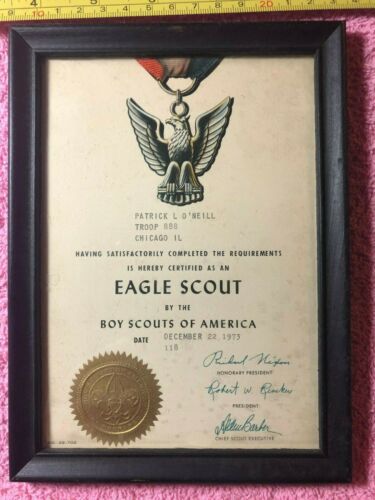 PATRICK L O'NEILL
TROOP 888
CHICAGO IL
HAVING SATISFACTORILY COMPLETED THE REQUIREMENTS
IS HEREBY CERTIFIED AS AN
EAGLE SCOUT
BY THE
BOY SCOUTS OF AMERICA
DATE DECEMBER 22 1973
118
Richard Nixon
HONORARY PRESIDENT
Robert W. Reneker
PRESIDENT
Alden Barber
CHIEF SCOUT EXECUTIVE